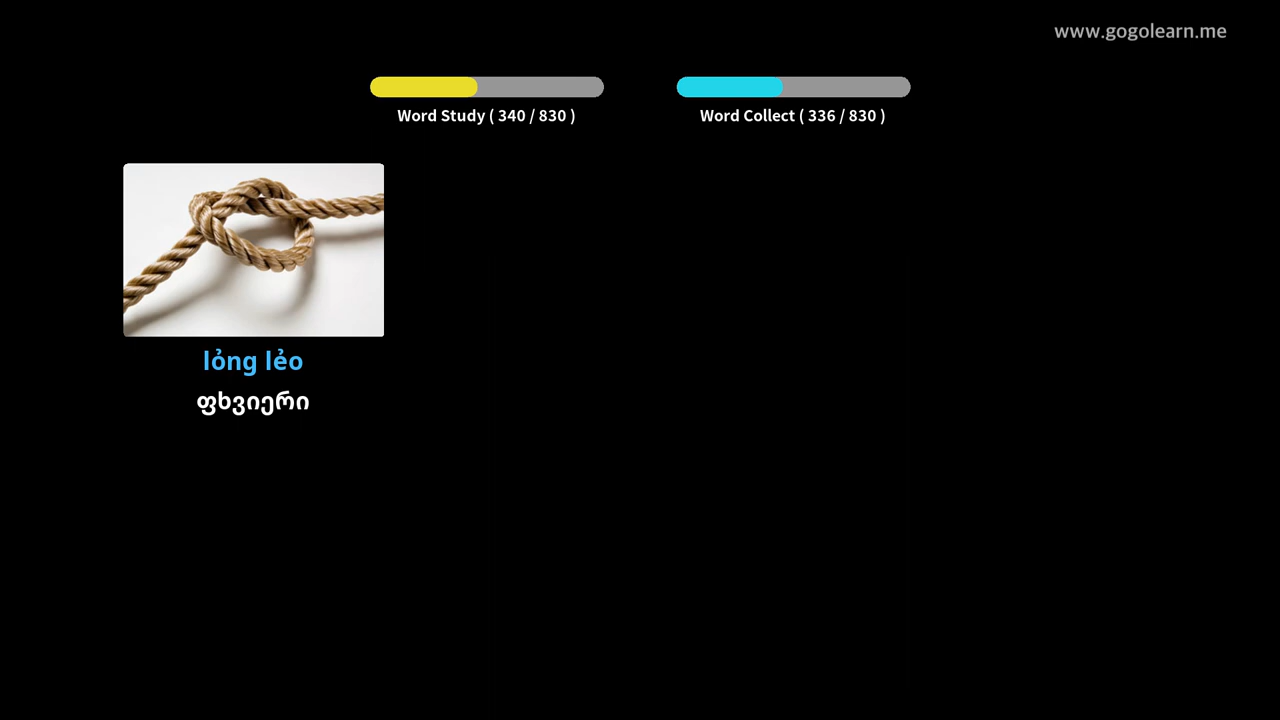 www.gogolearn.me
Word Study ( 340 / 830 )
Word Collect ( 336 / 830 )
lỏng lẻo
ფხვიერი